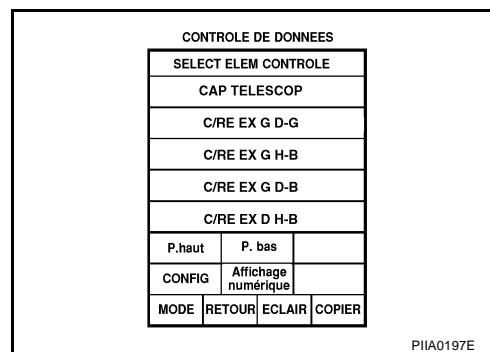 CONTROLE DE DONNEES
SELECT ELEM CONTROLE
CAP TELESCOP
C/RE EX G D-G
C/RE EX G H-B
C/RE EX G D-B
C/RE EX D H-B
P.haut P. bas
CONFIG Affichage
numérique
MODE RETOUR ECLAIR COPIER
PIIA0197E